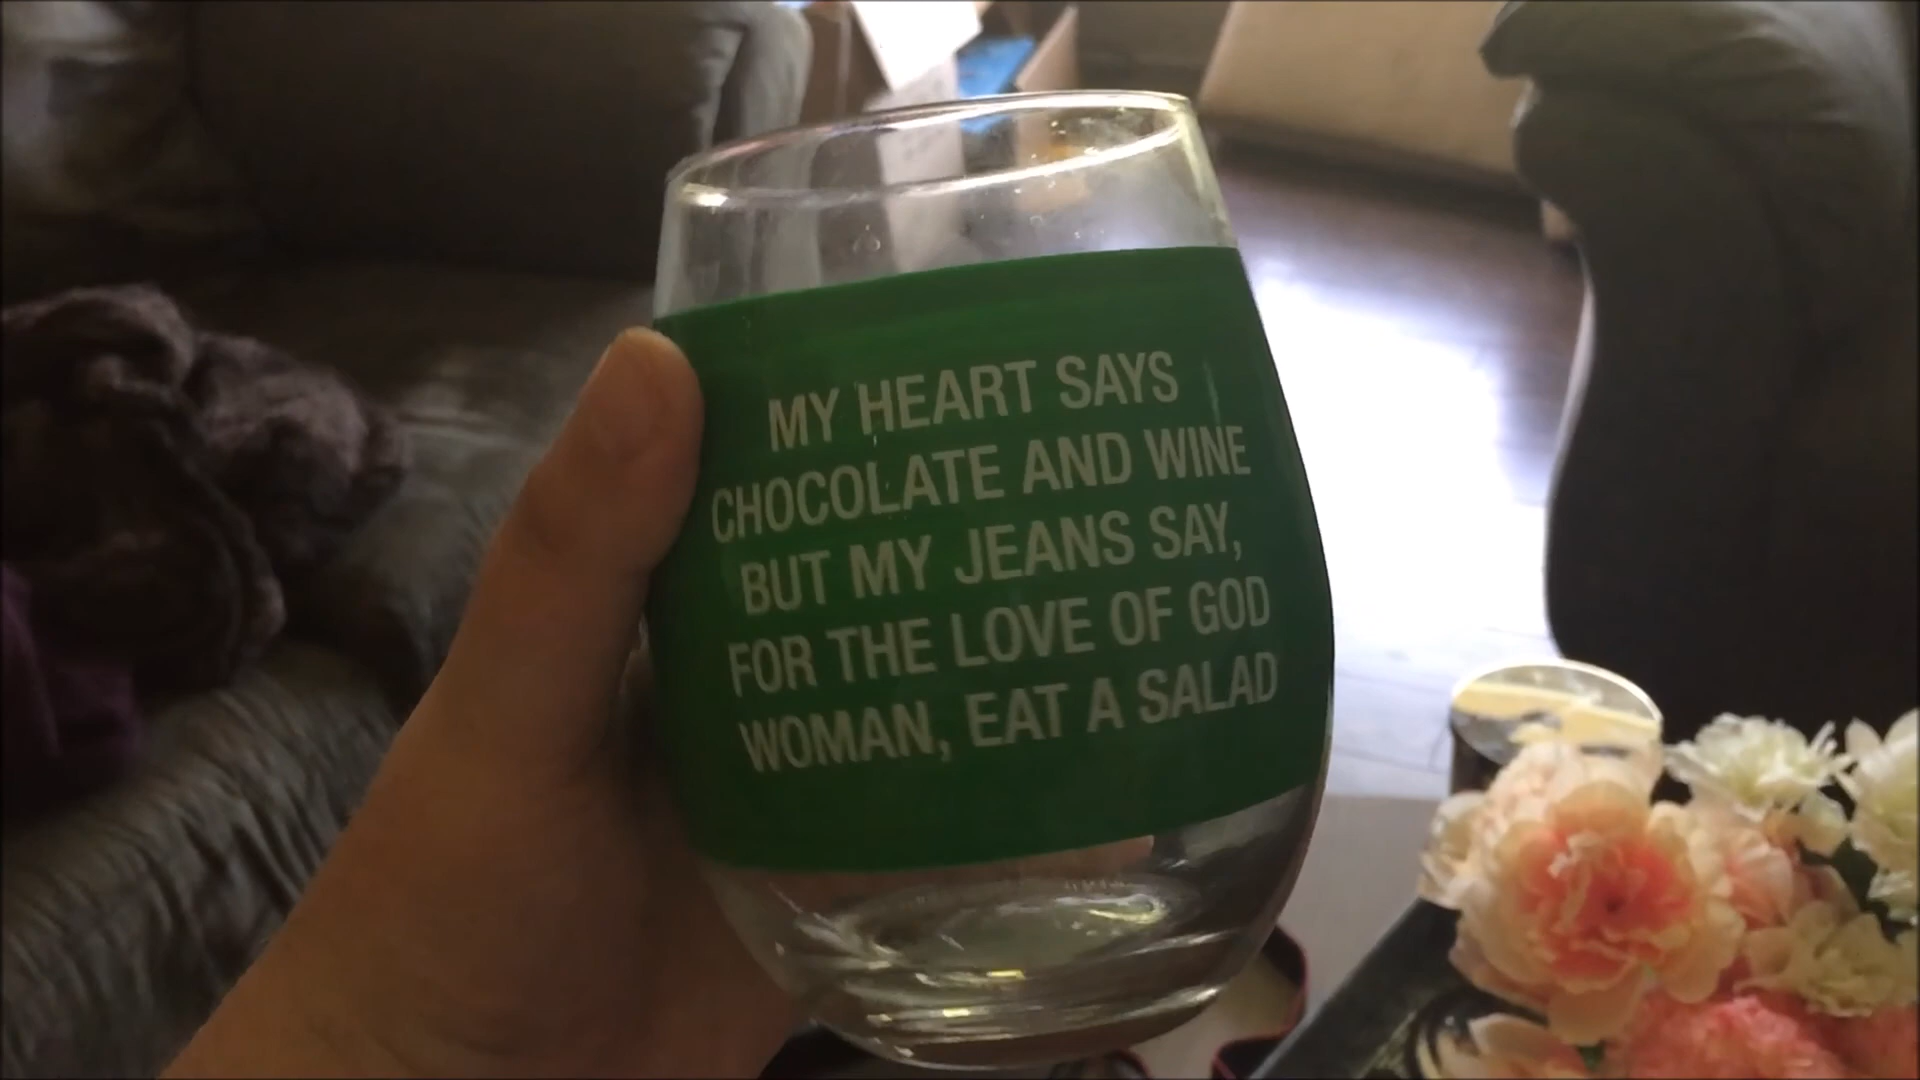 MY HEART SAYS
CHOCOLATE AND WINE
BUT MY JEANS SAY,
FOR THE LOVE OF GOD
WOMAN, EAT A SALAD